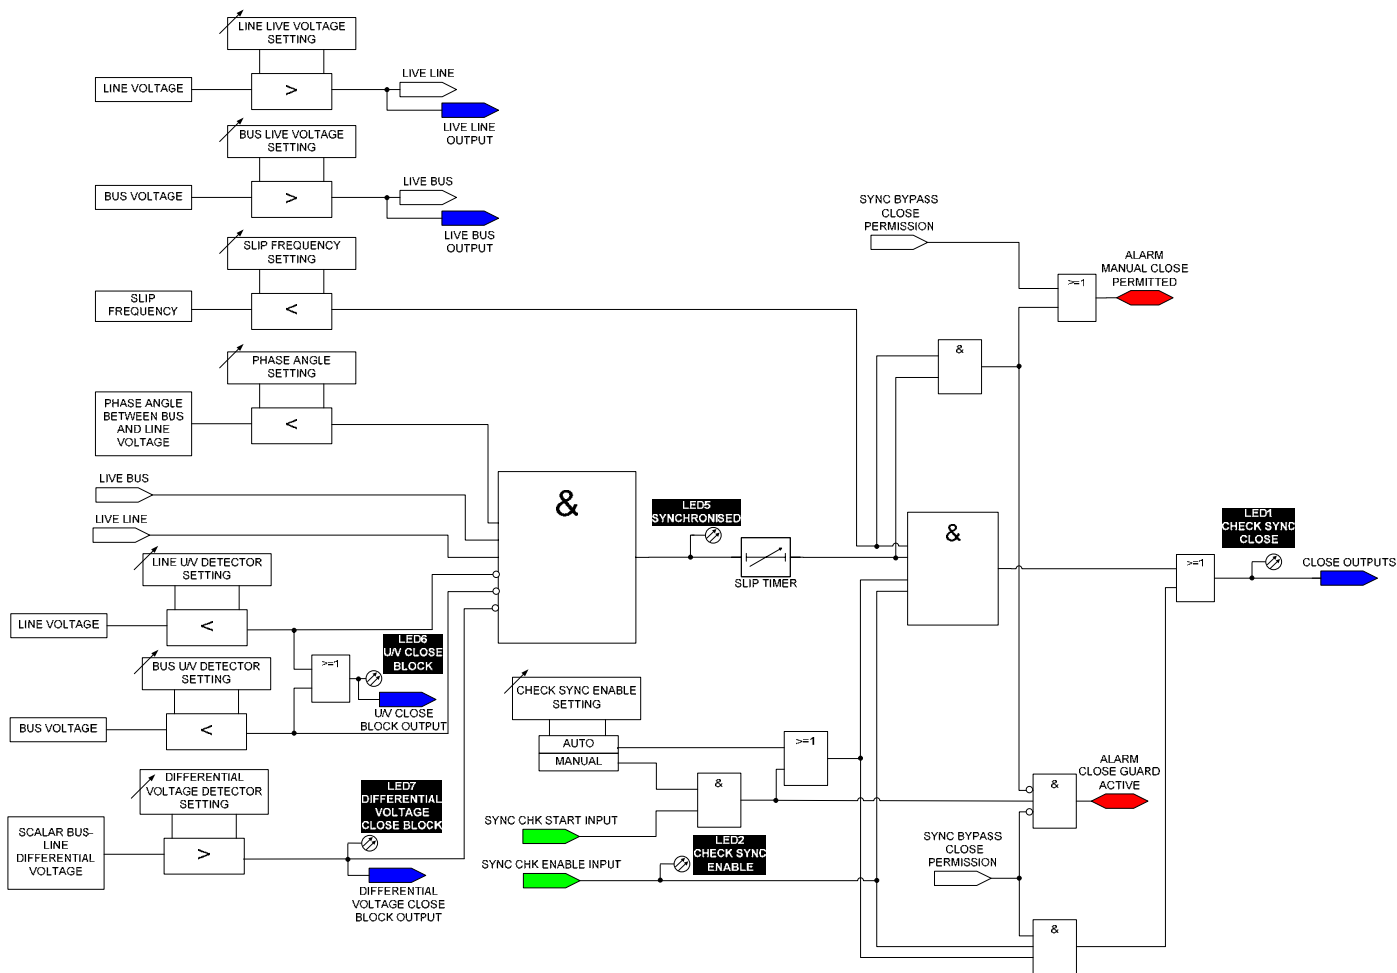 LINE LIVE VOLTAGE
SETTING
LINE VOLTAGE
>
LIVE LINE
LIVE LINE
OUTPUT
BUS LIVE VOLTAGE
SETTING
BUS VOLTAGE
>
LIVE BUS
LIVE BUS
OUTPUT
SLIP FREQUENCY
SETTING
SLIP
FREQUENCY
<
PHASE ANGLE
SETTING
PHASE ANGLE
BETWEEN BUS
AND LINE
VOLTAGE
<
LIVE BUS
LIVE LINE
LINE U/V DETECTOR
SETTING
LINE VOLTAGE
<
BUS U/V DETECTOR
SETTING
BUS VOLTAGE
<
>=1
LED6
U/V CLOSE
BLOCK
U/V CLOSE
BLOCK OUTPUT
DIFFERENTIAL
VOLTAGE DETECTOR
SETTING
SCALAR BUS-
LINE
DIFFERENTIAL
VOLTAGE
>
LED7
DIFFERENTIAL
VOLTAGE
CLOSE BLOCK
DIFFERENTIAL
VOLTAGE CLOSE
BLOCK OUTPUT
&
LED5
SYNCHRONISED
SLIP TIMER
CHECK SYNC ENABLE
SETTING
AUTO
MANUAL
&
>=1
SYNC CHK START INPUT
SYNC CHK ENABLE INPUT
LED2
CHECK SYNC
ENABLE
SYNC BYPASS
CLOSE
PERMISSION
>=1
ALARM
MANUAL CLOSE
PERMITTED
&
&
>=1
LED1
CHECK SYNC
CLOSE
CLOSE OUTPUTS
&
ALARM
CLOSE GUARD
ACTIVE
SYNC BYPASS
CLOSE
PERMISSION
&